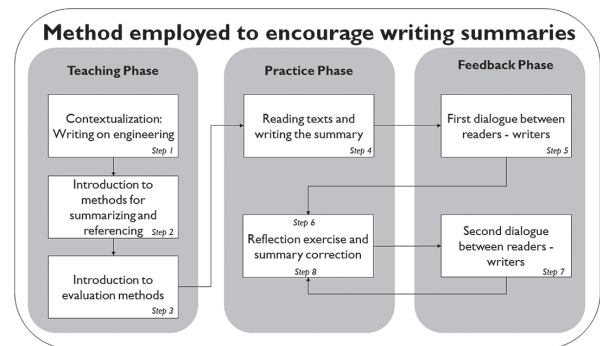 Method employed to encourage writing summaries
Teaching Phase
Contextualization:
Writing on engineering
Step 1
Introduction to
methods for
summarizing and
referencing Step 2
Introduction to
evaluation methods
Step 3
Practice Phase
Reading texts and
writing the summary
Step 4
Step 6
Reflection exercise and
summary correction
Step 8
Feedback Phase
First dialogue between
readers - writers
Step 5
Second dialogue
between readers -
writers
Step 7